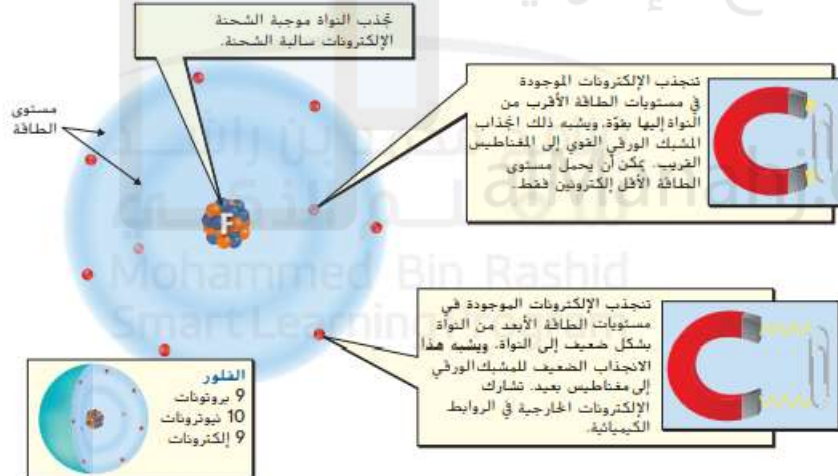 تجذب النواة موجبة الشحنة
الإلكترونات سالبة الشحنة.
مستوى
الطاقة
تنجذب الإلكترونات الموجودة
في مستويات الطاقة الأقرب من
النواة إليها بقوّة. ويشبه ذلك انجذاب
المشبك الورقي القوي إلى المغناطيس
القريب. يمكن أن يحمل مستوى
الطاقة الأقل إلكترونين فقط.
F
تنجذب الإلكترونات الموجودة في
مستويات الطاقة الأبعد من النواة
بشكل ضعيف إلى النواة. ويشبه هذا
الانجذاب الضعيف للمشبك الورقي
إلى مغناطيس بعيد. تشارك
الإلكترونات الخارجية في الروابط
الكيميائية.
الفلور
9 بروتونات
10 نيوترونات
9 إلكترونات
Mohammed Bin Rashid
Smart Learning